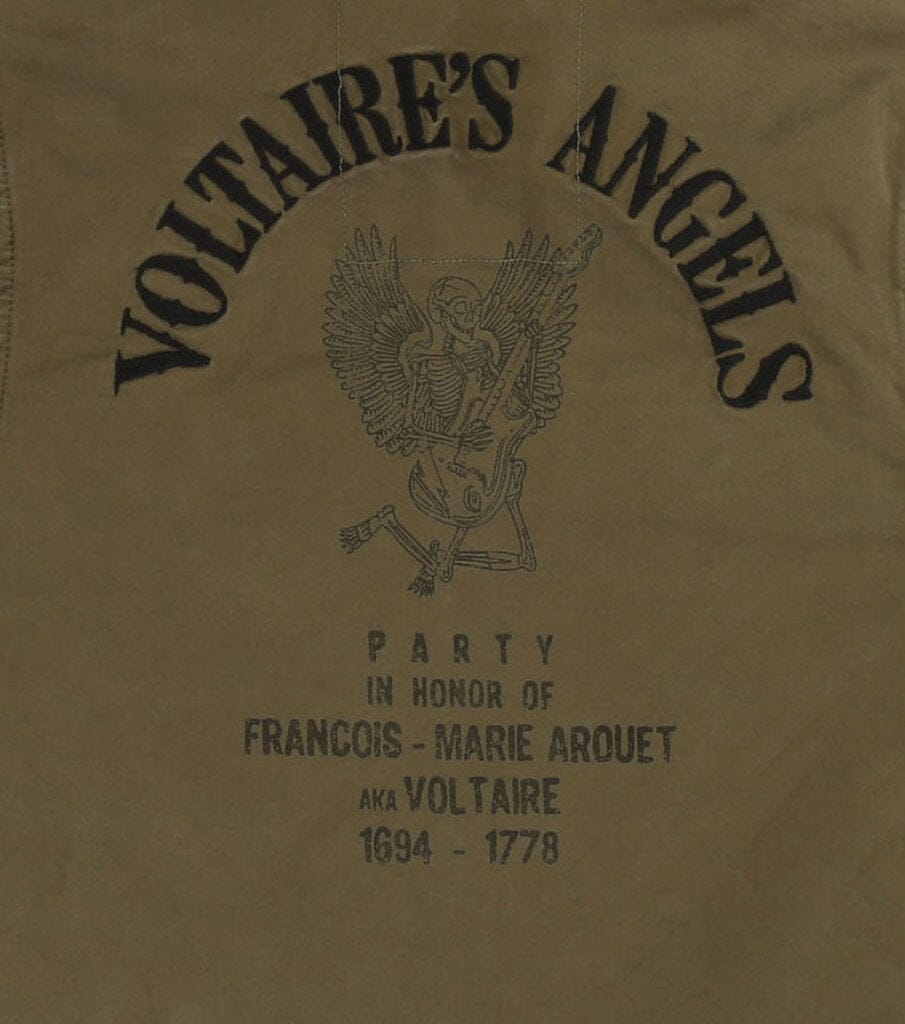 VOLTAIRE'S ANGELS
PARTY
IN HONOR OF
FRANCOIS - MARIE AROUET
AKA VOLTAIRE
1694 - 1778